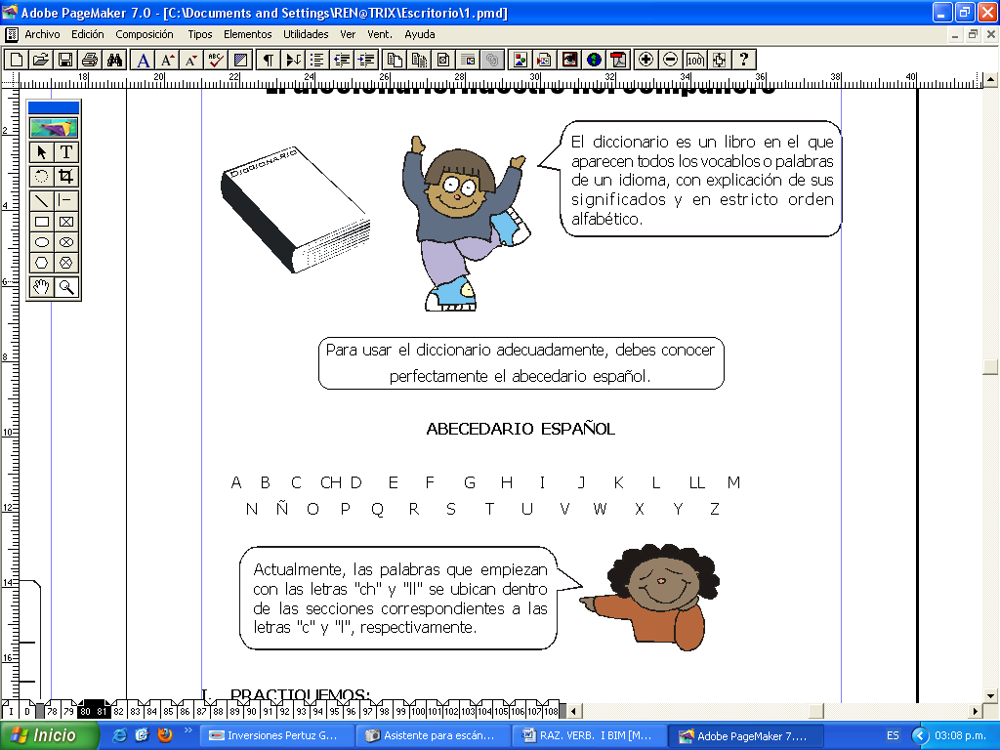 Adobe PageMaker 7.0 - [C:\Documents and Settings\REN@TRIX\Escritorio\1.pmd]
Archivo Edición Composición Tipos Elementos Utilidades Ver Vent. Ayuda
18 20 22 24 26 28 30 32 34 36 38 40
El diccionario: nuestro fiel compañero
DICCIONARIO
El diccionario es un libro en el que
aparecen todos los vocablos o palabras
de un idioma, con explicación de sus
significados y en estricto orden
alfabético.
Para usar el diccionario adecuadamente, debes conocer
perfectamente el abecedario español.
ABECEDARIO ESPAÑOL
A B C CH D E F G H I J K L LL M
N Ñ O P Q R S T U V W X Y Z
Actualmente, las palabras que empiezan
con las letras "ch" y "ll" se ubican dentro
de las secciones correspondientes a las
letras "c" y "l", respectivamente.
I. PRACTIQUEMOS:
2
4
6
8
10
12
14
16
I D 78 79 80 81 82 83 84 85 86 87 88 89 90 91 92 93 94 95 96 97 98 99 100 101 102 103 104 105 106 107 108
Inicio » Inversiones Pertuz G... Asistente para escán... RAZ. VERB. I BIM [M... Adobe PageMaker 7.... ES 03:08 p.m.